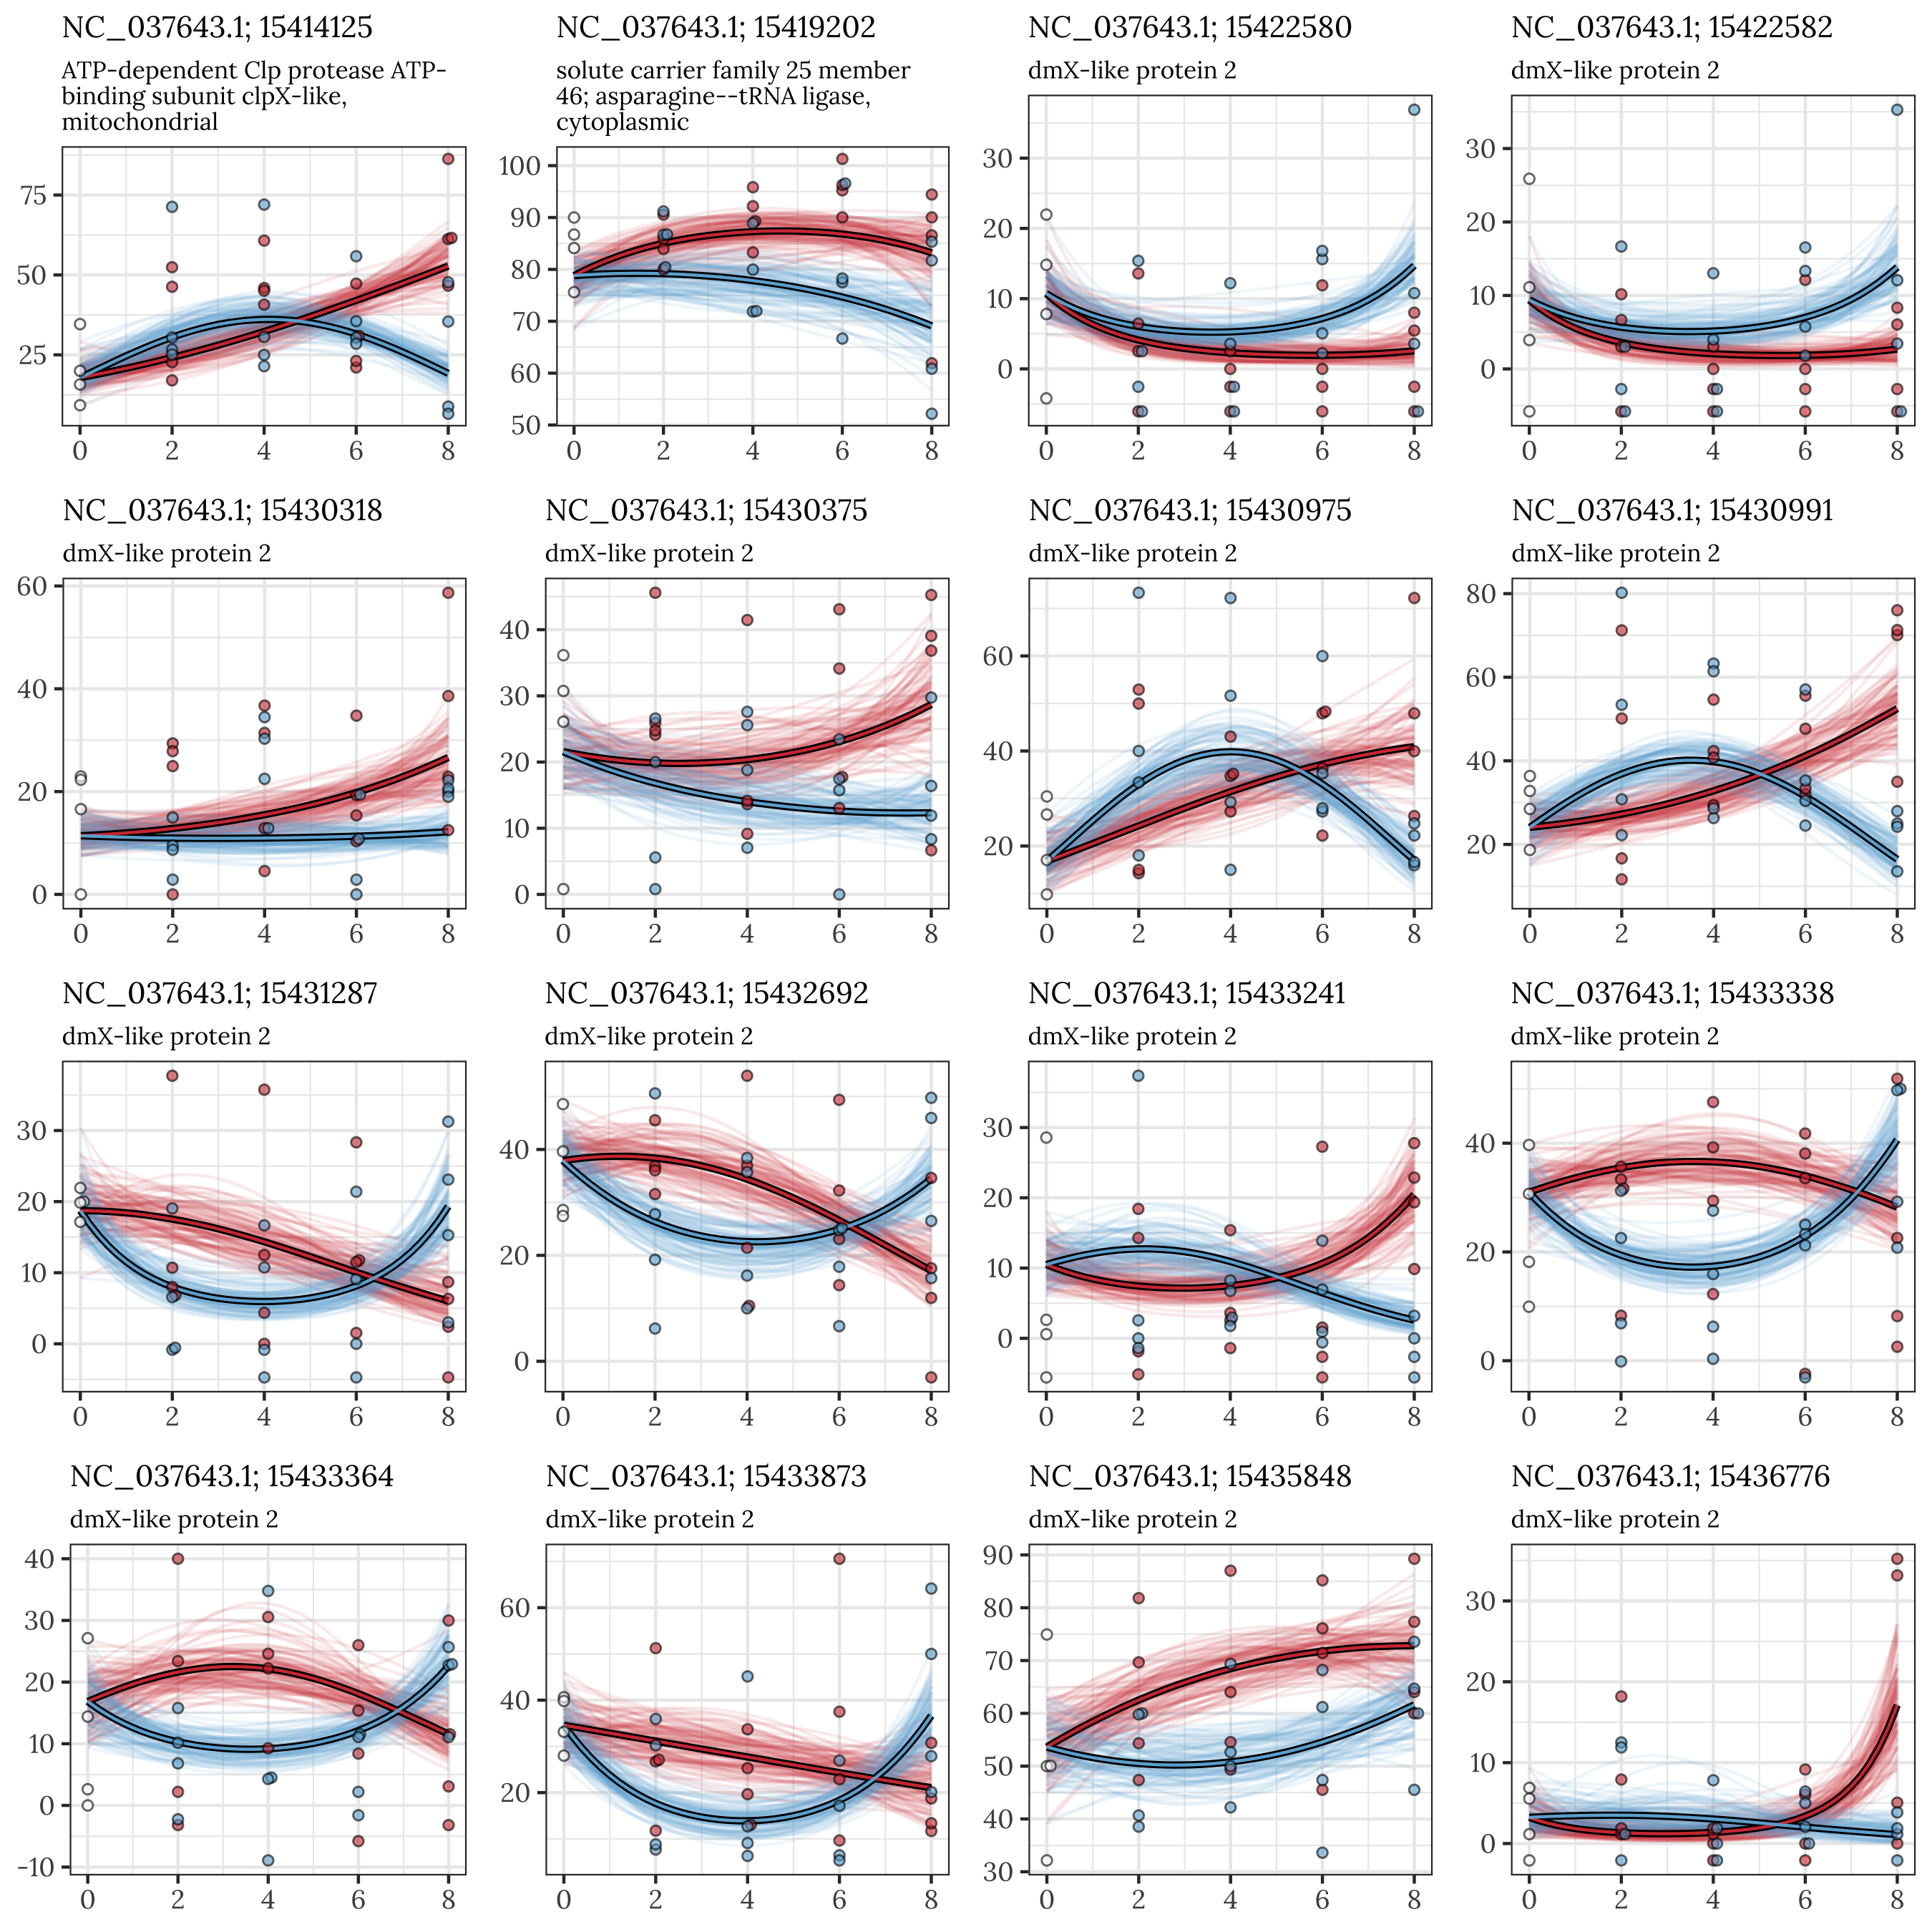 NC_037643.1; 15414125
ATP-dependent Clp protease ATP-
binding subunit clpX-like,
mitochondrial
75
50
25
0 2 4 6 8
NC_037643.1; 15419202
solute carrier family 25 member
46; asparagine--tRNA ligase,
cytoplasmic
100
90
80
70
60
50
0 2 4 6 8
NC_037643.1; 15422580
dmX-like protein 2
30
20
10
0
0 2 4 6 8
NC_037643.1; 15422582
dmX-like protein 2
30
20
10
0
0 2 4 6 8
NC_037643.1; 15430318
dmX-like protein 2
60
40
20
0
0 2 4 6 8
NC_037643.1; 15430375
dmX-like protein 2
40
30
20
10
0
0 2 4 6 8
NC_037643.1; 15430975
dmX-like protein 2
60
40
20
0 2 4 6 8
NC_037643.1; 15430991
dmX-like protein 2
80
60
40
20
0 2 4 6 8
NC_037643.1; 15431287
dmX-like protein 2
30
20
10
0
0 2 4 6 8
NC_037643.1; 15432692
dmX-like protein 2
40
20
0
0 2 4 6 8
NC_037643.1; 15433241
dmX-like protein 2
30
20
10
0
0 2 4 6 8
NC_037643.1; 15433338
dmX-like protein 2
40
20
0
0 2 4 6 8
NC_037643.1; 15433364
dmX-like protein 2
40
30
20
10
0
-10
0 2 4 6 8
NC_037643.1; 15433873
dmX-like protein 2
60
40
20
0 2 4 6 8
NC_037643.1; 15435848
dmX-like protein 2
90
80
70
60
50
40
30
0 2 4 6 8
NC_037643.1; 15436776
dmX-like protein 2
30
20
10
0
0 2 4 6 8